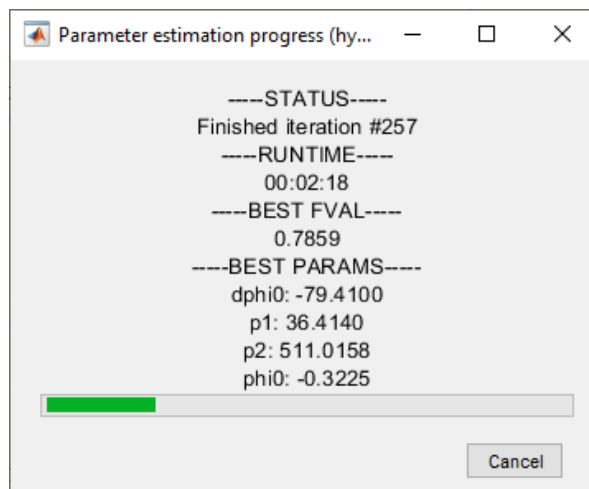 Parameter estimation progress (hy...
-----STATUS-----
Finished iteration #257
-----RUNTIME-----
00:02:18
-----BEST FVAL-----
0.7859
-----BEST PARAMS-----
dphi0: -79.4100
p1: 36.4140
p2: 511.0158
phi0: -0.3225
Cancel